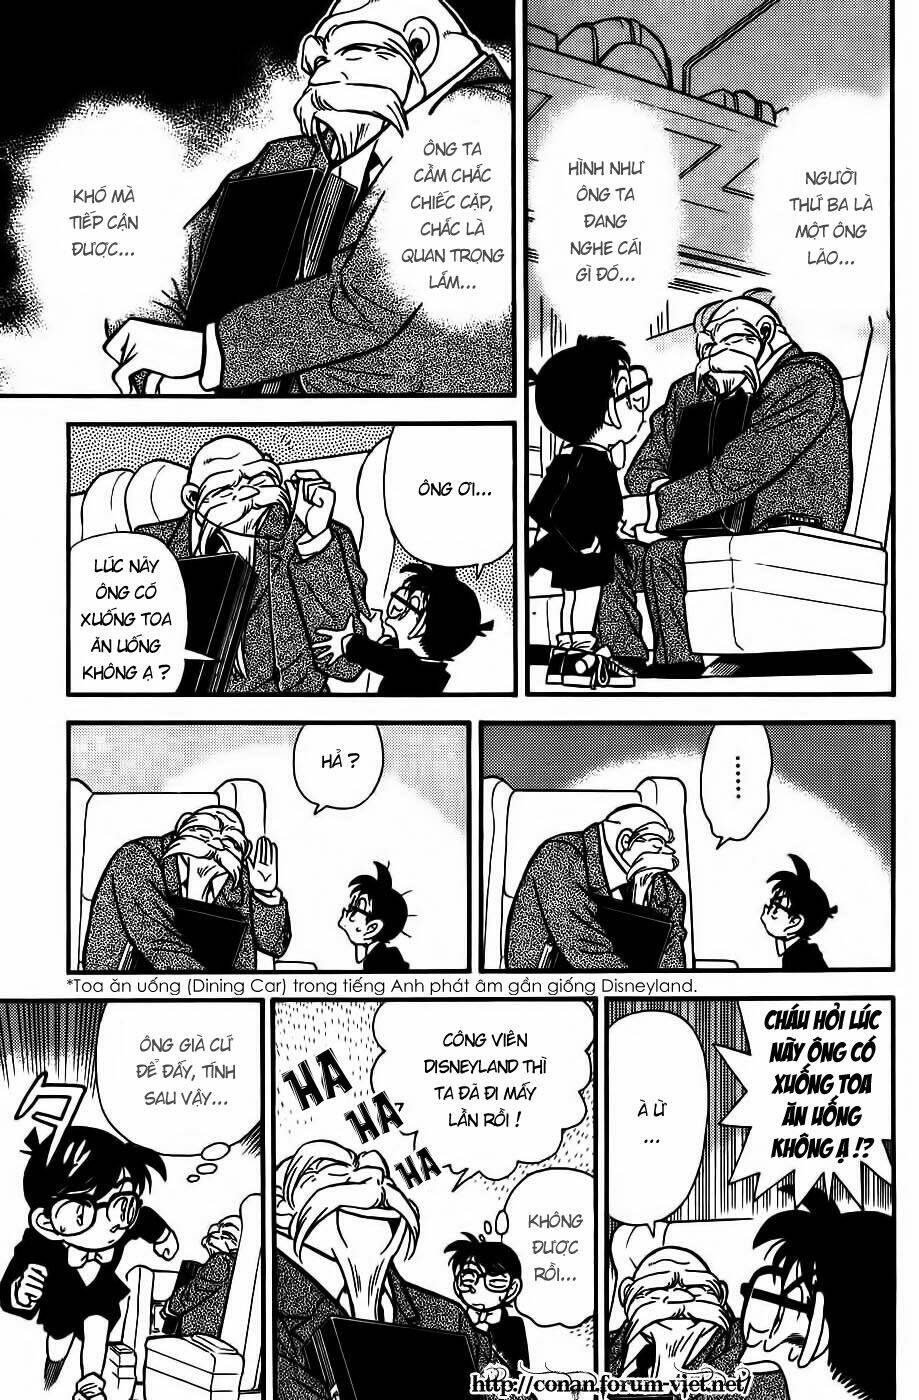 NGƯỜI
THỨ BA LÀ
MỘT ÔNG
LÃO...
HÌNH NHƯ
ÔNG TA
ĐANG
NGHE CÁI
GÌ ĐÓ...
ÔNG TA
CẦM CHẮC
CHIẾC CẶP,
CHẮC LÀ
QUAN TRỌNG
LẮM...
KHÓ MÀ
TIẾP CẬN
ĐƯỢC...
ÔNG ƠI...
LÚC NÃY
ÔNG CÓ
XUỐNG TOA
ĂN UỐNG
KHÔNG Ạ ?
........
HẢ ?
*Toa ăn uống (Dining Car) trong tiếng Anh phát âm gần giống Disneyland.
CHÁU HỎI LÚC
NÃY ÔNG CÓ
XUỐNG TOA
ĂN UỐNG
KHÔNG Ạ !?
À Ừ
...
CÔNG VIÊN
DISNEYLAND THÌ
TA ĐÃ ĐI MẤY
LẦN RỒI !
HA
HA
HA
KHÔNG
ĐƯỢC
RỒI...
ÔNG GIÀ CỨ
ĐỂ ĐẤY, TÍNH
SAU VẬY...
http://conan.forum-viet.net/